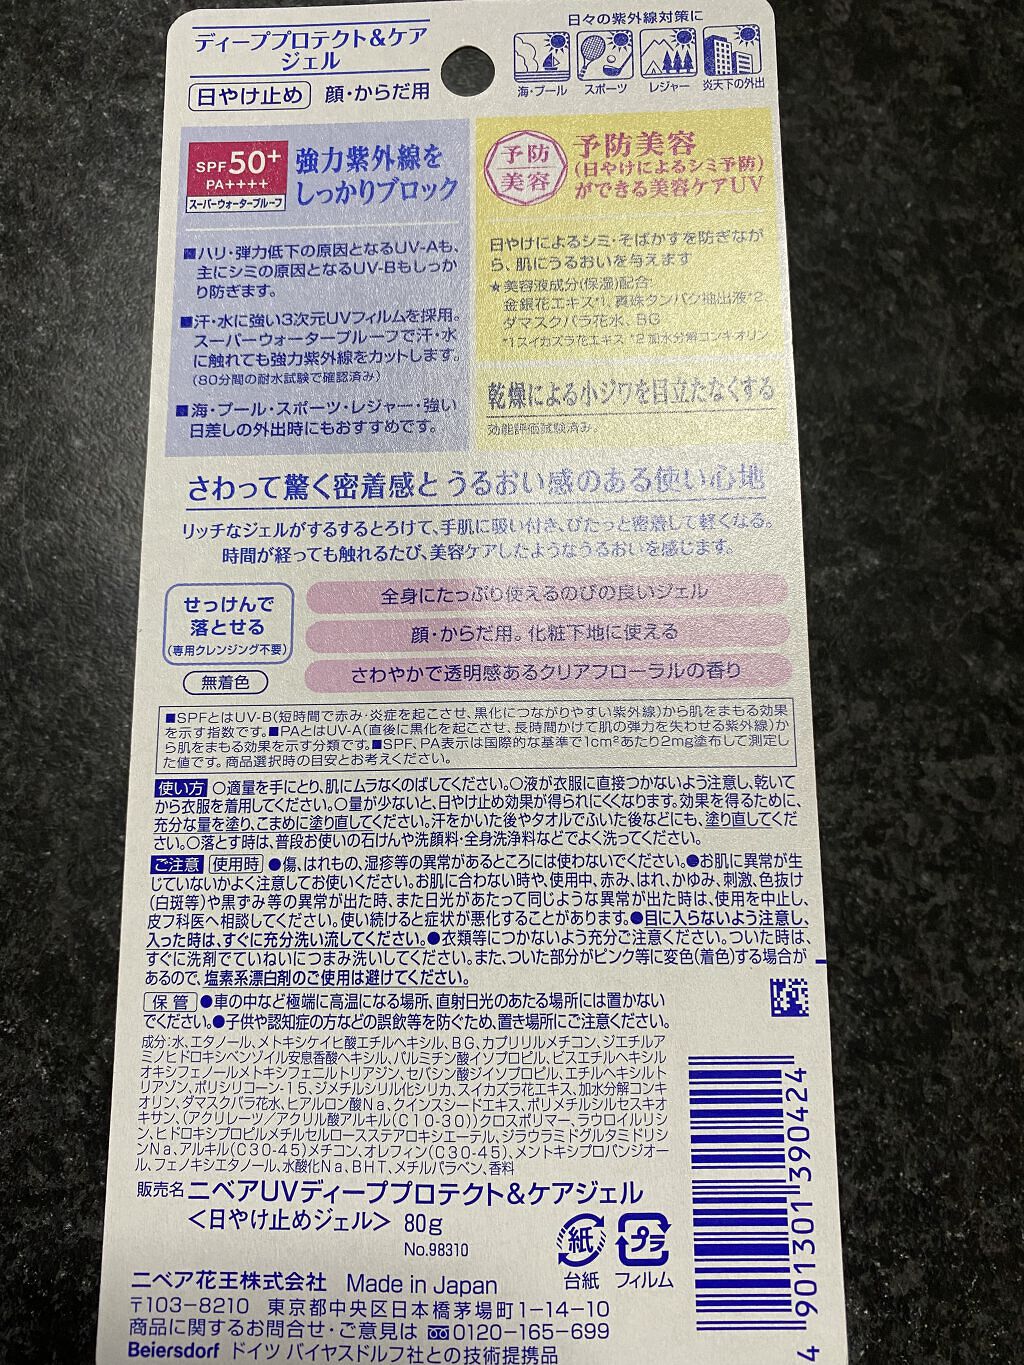 ディーププロテクト&ケア
ジェル
日やけ止め 顔・からだ用
日々の紫外線対策に
海・プール スポーツ レジャー 炎天下の外出
SPF50+
PA++++
スーパーウォータープルーフ
強力紫外線を
しっかりブロック
■ハリ・弾力低下の原因となるUV-Aも、
主にシミの原因となるUV-Bもしっか
り防ぎます。
■汗・水に強い3次元UVフィルムを採用。
スーパーウォータープルーフで汗・水
に触れても強力紫外線をカットします。
(80分間の耐水試験で確認済み)
■海・プール・スポーツ・レジャー・強い
日差しの外出時にもおすすめです。
予防
美容
予防美容
(日やけによるシミ予防)
ができる美容ケアUV
日やけによるシミ・そばかすを防ぎなが
ら、肌にうるおいを与えます
★美容液成分(保湿)配合:
金銀花エキス*1、真珠タンパク抽出液*2、
ダマスクバラ花水、BG
*1スイカズラ花エキス *2加水分解コンキオリン
乾燥による小ジワを目立たなくする
効能評価試験済み。
さわって驚く密着感とうるおい感のある使い心地
リッチなジェルがするするとろけて、手肌に吸い付き、ぴたっと密着して軽くなる。
時間が経っても触れるたび、美容ケアしたようなうるおいを感じます。
せっけんで
落とせる
(専用クレンジング不要)
無着色
全身にたっぷり使えるのびの良いジェル
顔・からだ用。化粧下地に使える
さわやかで透明感あるクリアフローラルの香り
■SPFとはUV-B(短時間で赤み・炎症を起こさせ、黒化につながりやすい紫外線)から肌をまもる効果
を示す指数です。■PAとはUV-A(直後に黒化を起こさせ、長時間かけて肌の弾力を失わせる紫外線)か
ら肌をまもる効果を示す分類です。■SPF、PA表示は国際的な基準で1cm²あたり2mg塗布して測定し
た値です。商品選択時の目安とお考えください。
使い方 ○適量を手にとり、肌にムラなくのばしてください。○液が衣服に直接つかないよう注意し、乾いて
から衣服を着用してください。○量が少ないと、日やけ止め効果が得られにくくなります。効果を得るために、
充分な量を塗り、こまめに塗り直してください。汗をかいた後やタオルでふいた後などにも、塗り直してくだ
さい。○落とす時は、普段お使いの石けんや洗顔料・全身洗浄料などでよく洗ってください。
ご注意 使用時 ●傷、はれもの、湿疹等の異常があるところには使わないでください。●お肌に異常が生
じていないかよく注意してお使いください。お肌に合わない時や、使用中、赤み、はれ、かゆみ、刺激、色抜け
(白斑等)や黒ずみ等の異常が出た時、また日光があたって同じような異常が出た時は、使用を中止し、
皮フ科医へ相談してください。使い続けると症状が悪化することがあります。●目に入らないよう注意し、
入った時は、すぐに充分洗い流してください。●衣類等につかないよう充分ご注意ください。ついた時は、
すぐに洗剤でていねいにつまみ洗いしてください。また、ついた部分がピンク等に変色(着色)する場合が
あるので、塩素系漂白剤のご使用は避けてください。
保管 ●車の中など極端に高温になる場所、直射日光のあたる場所には置かない
でください。●子供や認知症の方などの誤飲等を防ぐため、置き場所にご注意ください。
成分:水、エタノール、メトキシケイヒ酸エチルヘキシル、BG、カプリリルメチコン、ジエチルア
ミノヒドロキシベンゾイル安息香酸ヘキシル、パルミチン酸イソプロピル、ビスエチルヘキシル
オキシフェノールメトキシフェニルトリアジン、セバシン酸ジイソプロピル、エチルヘキシルト
リアゾン、ポリシリコーン-15、ジメチルシリル化シリカ、スイカズラ花エキス、加水分解コンキ
オリン、ダマスクバラ花水、ヒアルロン酸Na、クインスシードエキス、ポリメチルシルセスキオ
キサン、(アクリレーツ/アクリル酸アルキル(C10-30))クロスポリマー、ラウロイルリシ
ン、ヒドロキシプロピルメチルセルロースステアロキシエーテル、ジラウラミドグルタミドリシ
ンNa、アルキル(C30-45)メチコン、オレフィン(C30-45)、メントキシプロパンジオー
ル、フェノキシエタノール、水酸化Na、BHT、メチルパラベン、香料
販売名 ニベアUVディーププロテクト&ケアジェル
<日やけ止めジェル> 80g
No.98310
紙 プラ
台紙 フィルム
ニベア花王株式会社 Made in Japan
〒103-8210 東京都中央区日本橋茅場町1-14-10
商品に関するお問合せ・ご意見は 0120-165-699
Beiersdorf ドイツ バイヤスドルフ社との技術提携品
4 901301 390424